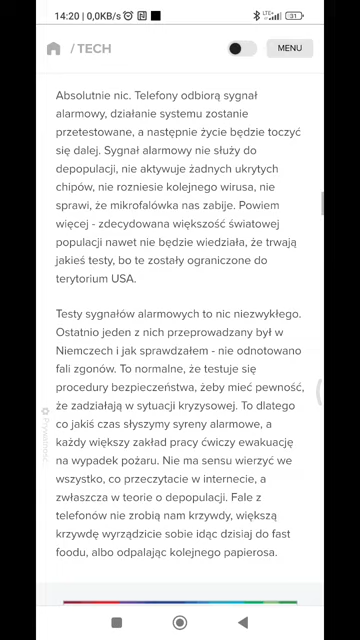 14:20 | 0,0KB/s
LTE 31
/ TECH
MENU
Absolutnie nic. Telefony odbiorą sygnał
alarmowy, działanie systemu zostanie
przetestowane, a następnie życie będzie toczyć
się dalej. Sygnał alarmowy nie służy do
depopulacji, nie aktywuje żadnych ukrytych
chipów, nie rozniesie kolejnego wirusa, nie
sprawi, że mikrofalówka nas zabije. Powiem
więcej - zdecydowana większość światowej
populacji nawet nie będzie wiedziała, że trwają
jakieś testy, bo te zostały ograniczone do
terytorium USA.
Testy sygnałów alarmowych to nic niezwykłego.
Ostatnio jeden z nich przeprowadzany był w
Niemczech i jak sprawdzałem - nie odnotowano
fali zgonów. To normalne, że testuje się
procedury bezpieczeństwa, żeby mieć pewność,
że zadziałają w sytuacji kryzysowej. To dlatego
co jakiś czas słyszymy syreny alarmowe, a
każdy większy zakład pracy ćwiczy ewakuację
na wypadek pożaru. Nie ma sensu wierzyć we
wszystko, co przeczytacie w internecie, a
zwłaszcza w teorie o depopulacji. Fale z
telefonów nie zrobią nam krzywdy, większą
krzywdę wyrządzicie sobie idąc dzisiaj do fast
foodu, albo odpalając kolejnego papierosa.
Prywatność